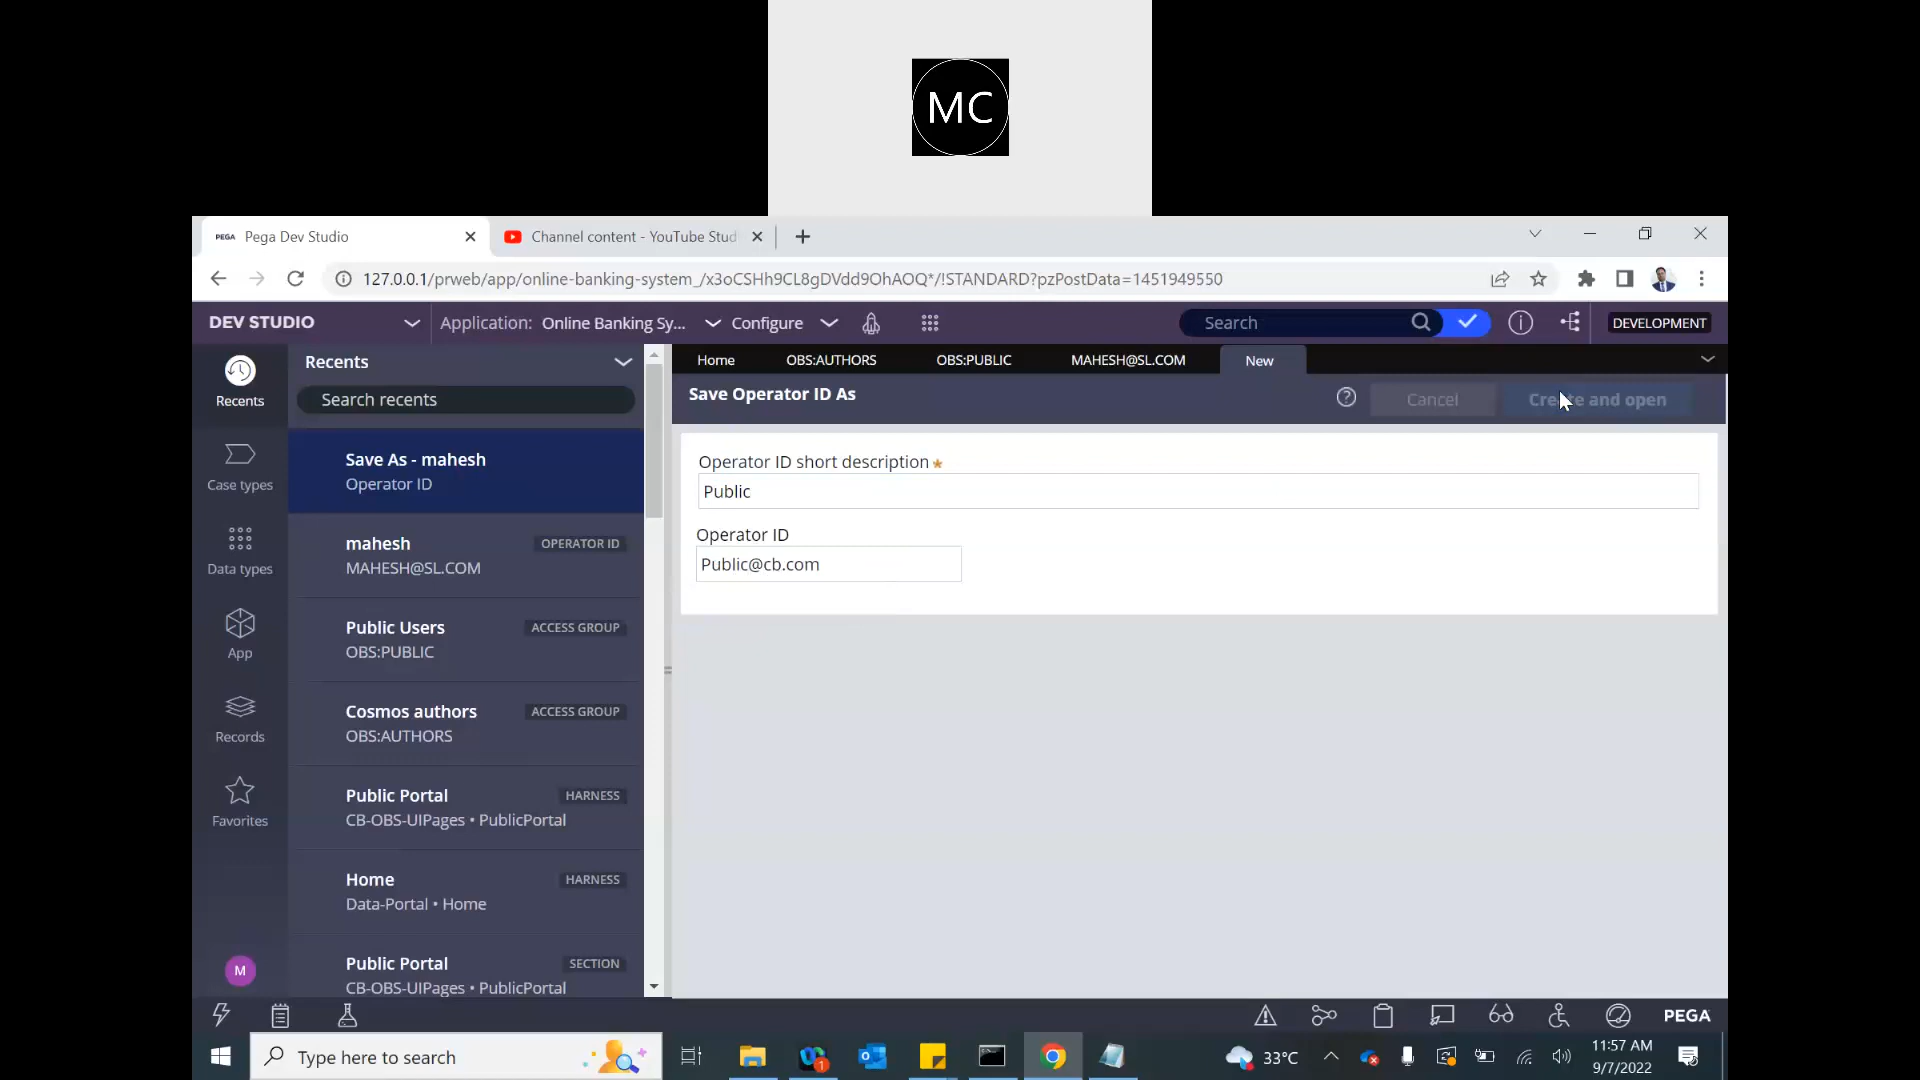 MC
PEGA Pega Dev Studio
Channel content - YouTube Stud
127.0.0.1/prweb/app/online-banking-system_/x3oCSHh9CL8gDVdd9OhAOQ*/!STANDARD?pzPostData=1451949550
DEV STUDIO Application: Online Banking Sy... Configure Search DEVELOPMENT
Recents
Case types
Data types
App
Records
Favorites
M
Recents
Search recents
Save As - mahesh
Operator ID
mahesh OPERATOR ID
MAHESH@SL.COM
Public Users ACCESS GROUP
OBS:PUBLIC
Cosmos authors ACCESS GROUP
OBS:AUTHORS
Public Portal HARNESS
CB-OBS-UIPages • PublicPortal
Home HARNESS
Data-Portal • Home
Public Portal SECTION
CB-OBS-UIPages • PublicPortal
Home OBS:AUTHORS OBS:PUBLIC MAHESH@SL.COM New
Save Operator ID As Cancel Create and open
Operator ID short description
Public
Operator ID
Public@cb.com
PEGA
Type here to search
1
33°C
11:57 AM
9/7/2022